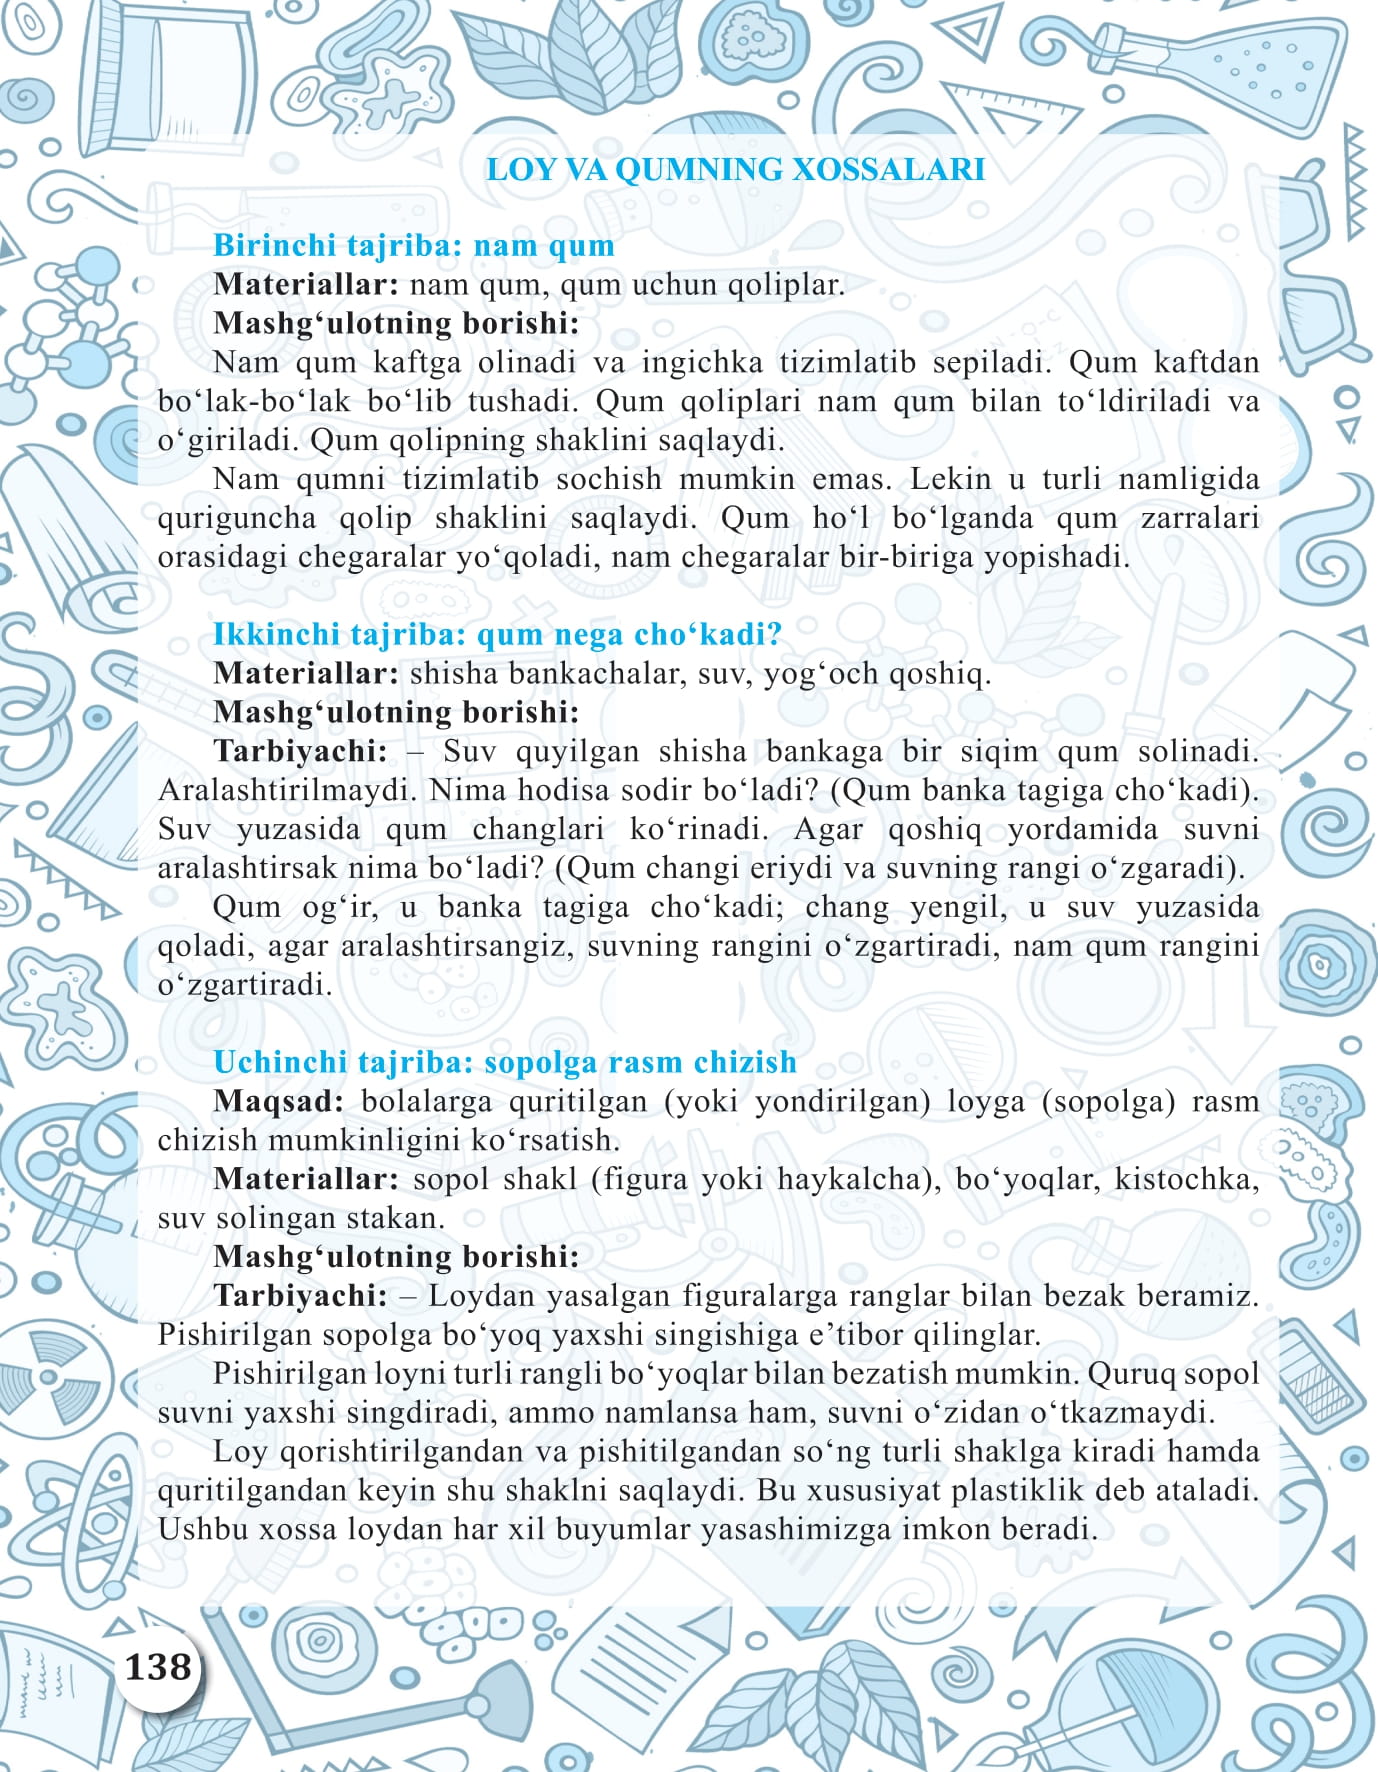 LOY VA QUMNING XOSSALARI
Birinchi tajriba: nam qum
Materiallar: nam qum, qum uchun qoliplar.
Mashg‘ulotning borishi:
Nam qum kaftga olinadi va ingichka tizimlatib sepiladi. Qum kaftdan
bo‘lak-bo‘lak bo‘lib tushadi. Qum qoliplari nam qum bilan to‘ldiriladi va
o‘giriladi. Qum qolipning shaklini saqlaydi.
Nam qumni tizimlatib sochish mumkin emas. Lekin u turli namligida
quriguncha qolip shaklini saqlaydi. Qum ho‘l bo‘lganda qum zarralari
orasidagi chegaralar yo‘qoladi, nam chegaralar bir-biriga yopishadi.
Ikkinchi tajriba: qum nega cho‘kadi?
Materiallar: shisha bankachalar, suv, yog‘och qoshiq.
Mashg‘ulotning borishi:
Tarbiyachi: – Suv quyilgan shisha bankaga bir siqim qum solinadi.
Aralashtirilmaydi. Nima hodisa sodir bo‘ladi? (Qum banka tagiga cho‘kadi).
Suv yuzasida qum changlari ko‘rinadi. Agar qoshiq yordamida suvni
aralashtirsak nima bo‘ladi? (Qum changi eriydi va suvning rangi o‘zgaradi).
Qum og‘ir, u banka tagiga cho‘kadi; chang yengil, u suv yuzasida
qoladi, agar aralashtirsangiz, suvning rangini o‘zgartiradi, nam qum rangini
o‘zgartiradi.
Uchinchi tajriba: sopolga rasm chizish
Maqsad: bolalarga quritilgan (yoki yondirilgan) loyga (sopolga) rasm
chizish mumkinligini ko‘rsatish.
Materiallar: sopol shakl (figura yoki haykalcha), bo‘yoqlar, kistochka,
suv solingan stakan.
Mashg‘ulotning borishi:
Tarbiyachi: – Loydan yasalgan figuralarga ranglar bilan bezak beramiz.
Pishirilgan sopolga bo‘yoq yaxshi singishiga e’tibor qilinglar.
Pishirilgan loyni turli rangli bo‘yoqlar bilan bezatish mumkin. Quruq sopol
suvni yaxshi singdiradi, ammo namlansa ham, suvni o‘zidan o‘tkazmaydi.
Loy qorishtirilgandan va pishitilgandan so‘ng turli shaklga kiradi hamda
quritilgandan keyin shu shaklni saqlaydi. Bu xususiyat plastiklik deb ataladi.
Ushbu xossa loydan har xil buyumlar yasashimizga imkon beradi.
138